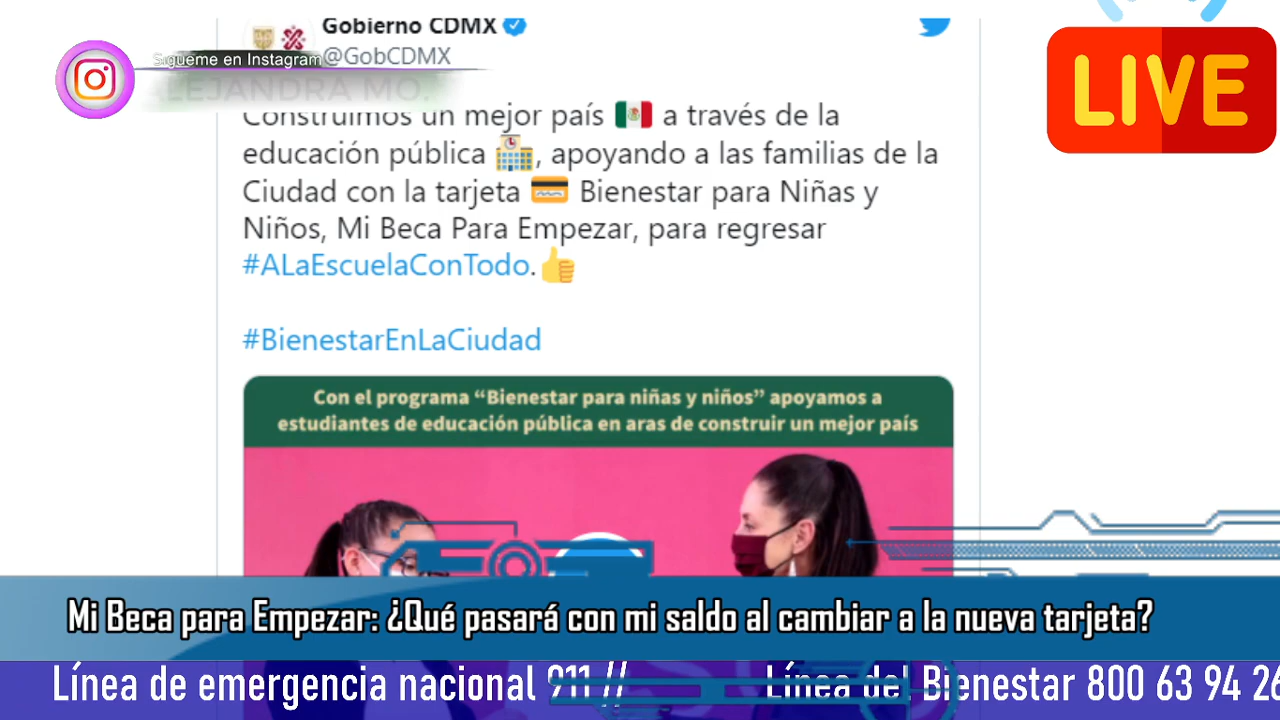 Gobierno CDMX
@GobCDMX
Sígueme en Instagram
ALEJANDRA MO.
LIVE
Construimos un mejor país a través de la
educación pública, apoyando a las familias de la
Ciudad con la tarjeta Bienestar para Niñas y
Niños, Mi Beca Para Empezar, para regresar
#ALaEscuelaConTodo.
#BienestarEnLaCiudad
Con el programa “Bienestar para niñas y niños” apoyamos a
estudiantes de educación pública en aras de construir un mejor país
Mi Beca para Empezar: ¿Qué pasará con mi saldo al cambiar a la nueva tarjeta?
Línea de emergencia nacional 911 // Línea del Bienestar 800 63 94 26